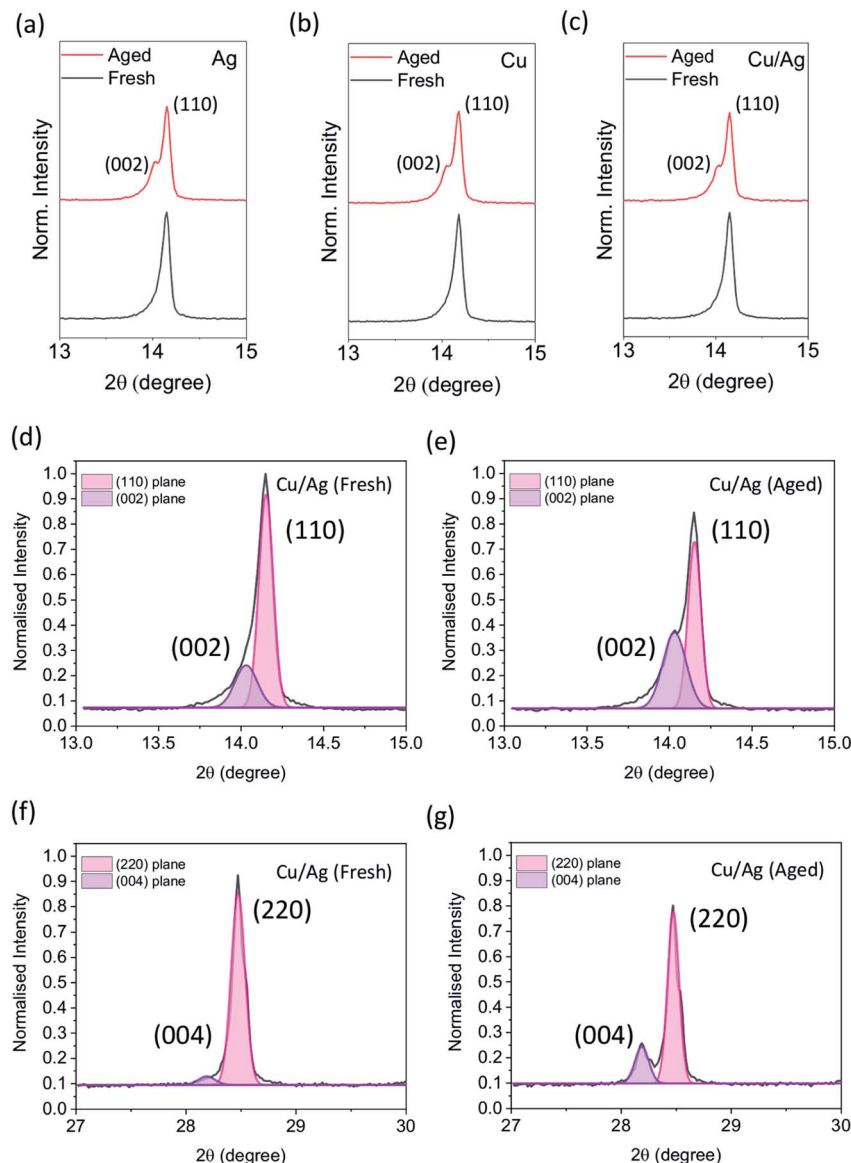 (a)
Aged
Fresh
Ag
(110)
(002)
Norm. Intensity
13
14
15
2θ (degree)
(b)
Aged
Fresh
Cu
(110)
(002)
Norm. Intensity
13
14
15
2θ (degree)
(c)
Aged
Fresh
Cu/Ag
(110)
(002)
Norm. Intensity
13
14
15
2θ (degree)
(d)
(110) plane
(002) plane
Cu/Ag (Fresh)
(110)
(002)
Normalised Intensity
1.0
0.9
0.8
0.7
0.6
0.5
0.4
0.3
0.2
0.1
0.0
13.0
13.5
14.0
14.5
15.0
2θ (degree)
(e)
(110) plane
(002) plane
Cu/Ag (Aged)
(110)
(002)
Normalised Intensity
1.0
0.9
0.8
0.7
0.6
0.5
0.4
0.3
0.2
0.1
0.0
13.0
13.5
14.0
14.5
15.0
2θ (degree)
(f)
(220) plane
(004) plane
Cu/Ag (Fresh)
(220)
(004)
Normalised Intensity
1.0
0.9
0.8
0.7
0.6
0.5
0.4
0.3
0.2
0.1
0.0
27
28
29
30
2θ (degree)
(g)
(220) plane
(004) plane
Cu/Ag (Aged)
(220)
(004)
Normalised Intensity
1.0
0.9
0.8
0.7
0.6
0.5
0.4
0.3
0.2
0.1
0.0
27
28
29
30
2θ (degree)